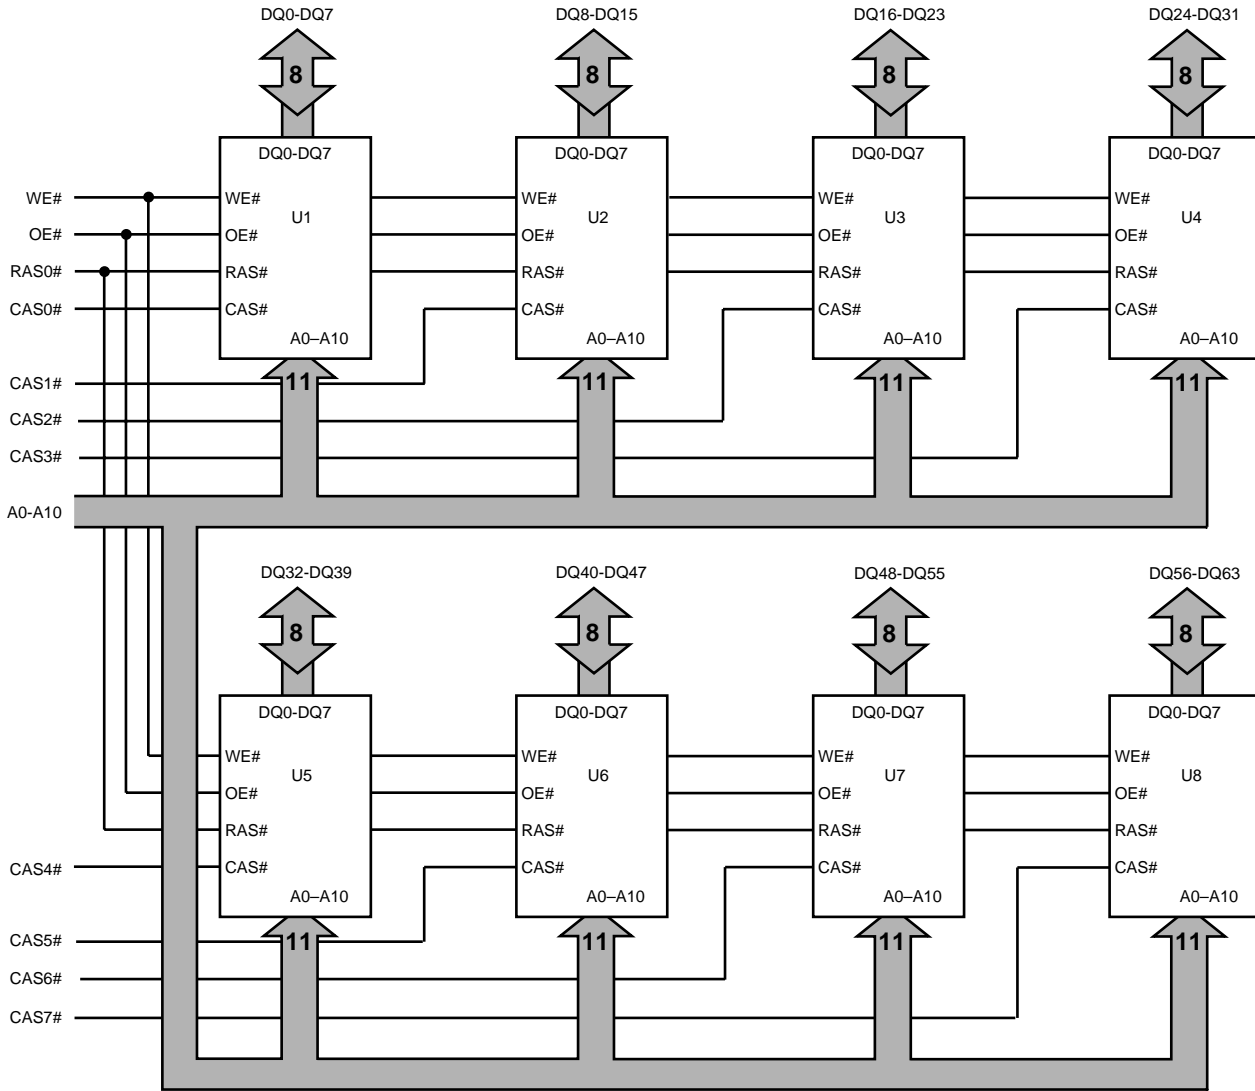 DQ0-DQ7 DQ8-DQ15 DQ16-DQ23 DQ24-DQ31
8 8 8 8
DQ0-DQ7 DQ0-DQ7 DQ0-DQ7 DQ0-DQ7
WE# WE# WE# WE# WE#
U1 U2 U3 U4
OE# OE# OE# OE# OE#
RAS0# RAS# RAS# RAS# RAS#
CAS0# CAS# CAS# CAS# CAS#
A0–A10 A0–A10 A0–A10 A0–A10
CAS1# 11 11 11 11
CAS2#
CAS3#
A0-A10
DQ32-DQ39 DQ40-DQ47 DQ48-DQ55 DQ56-DQ63
8 8 8 8
DQ0-DQ7 DQ0-DQ7 DQ0-DQ7 DQ0-DQ7
WE# WE# WE# WE#
U5 U6 U7 U8
OE# OE# OE# OE#
RAS# RAS# RAS# RAS#
CAS4# CAS# CAS# CAS# CAS#
A0–A10 A0–A10 A0–A10 A0–A10
CAS5# 11 11 11 11
CAS6#
CAS7#